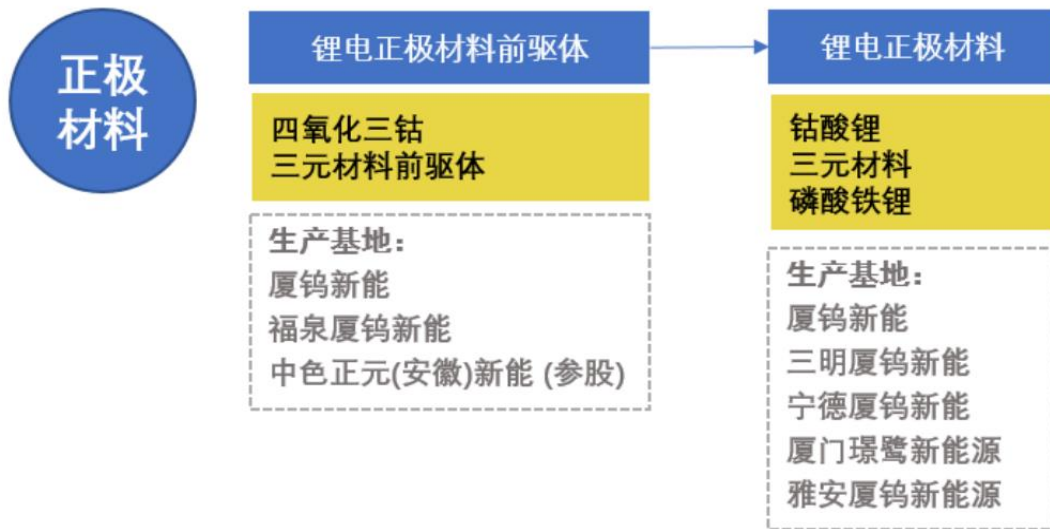 正极
材料
锂电正极材料前驱体
四氧化三钴
三元材料前驱体
生产基地：
厦钨新能
福泉厦钨新能
中色正元(安徽)新能 (参股)
锂电正极材料
钴酸锂
三元材料
磷酸铁锂
生产基地：
厦钨新能
三明厦钨新能
宁德厦钨新能
厦门璟鹭新能源
雅安厦钨新能源